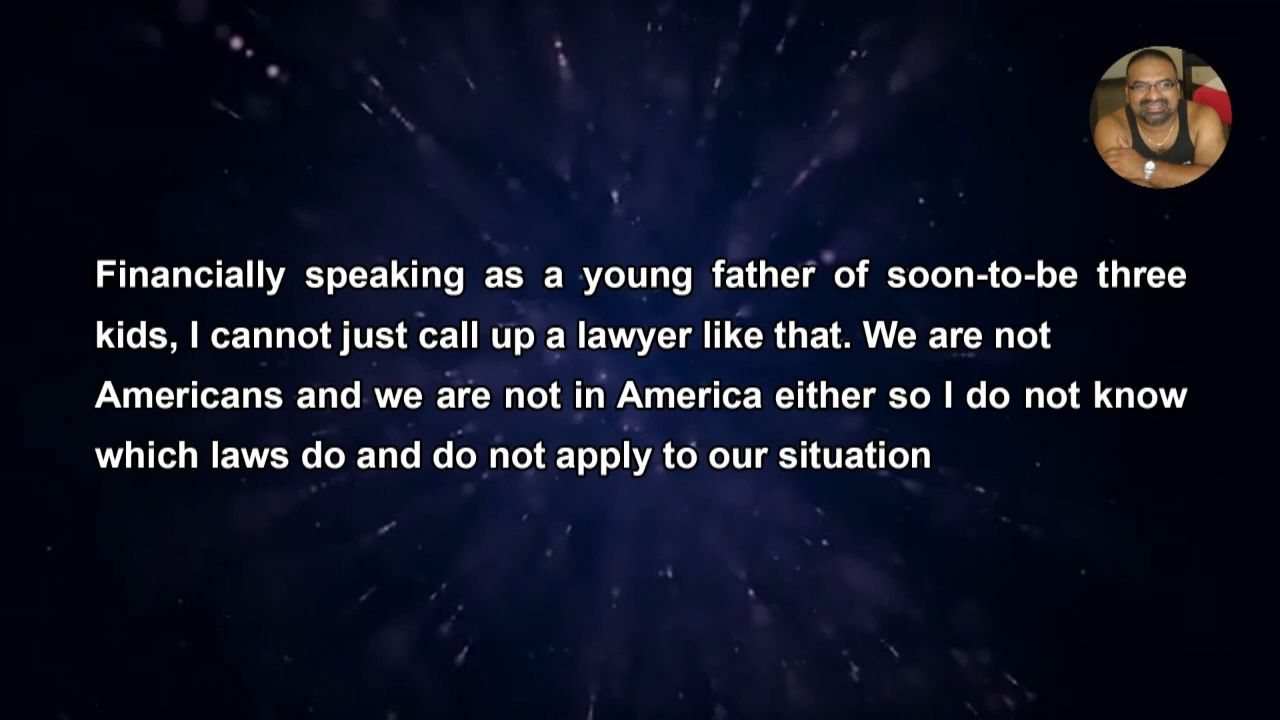 Financially speaking as a young father of soon-to-be three
kids, I cannot just call up a lawyer like that. We are not
Americans and we are not in America either so I do not know
which laws do and do not apply to our situation